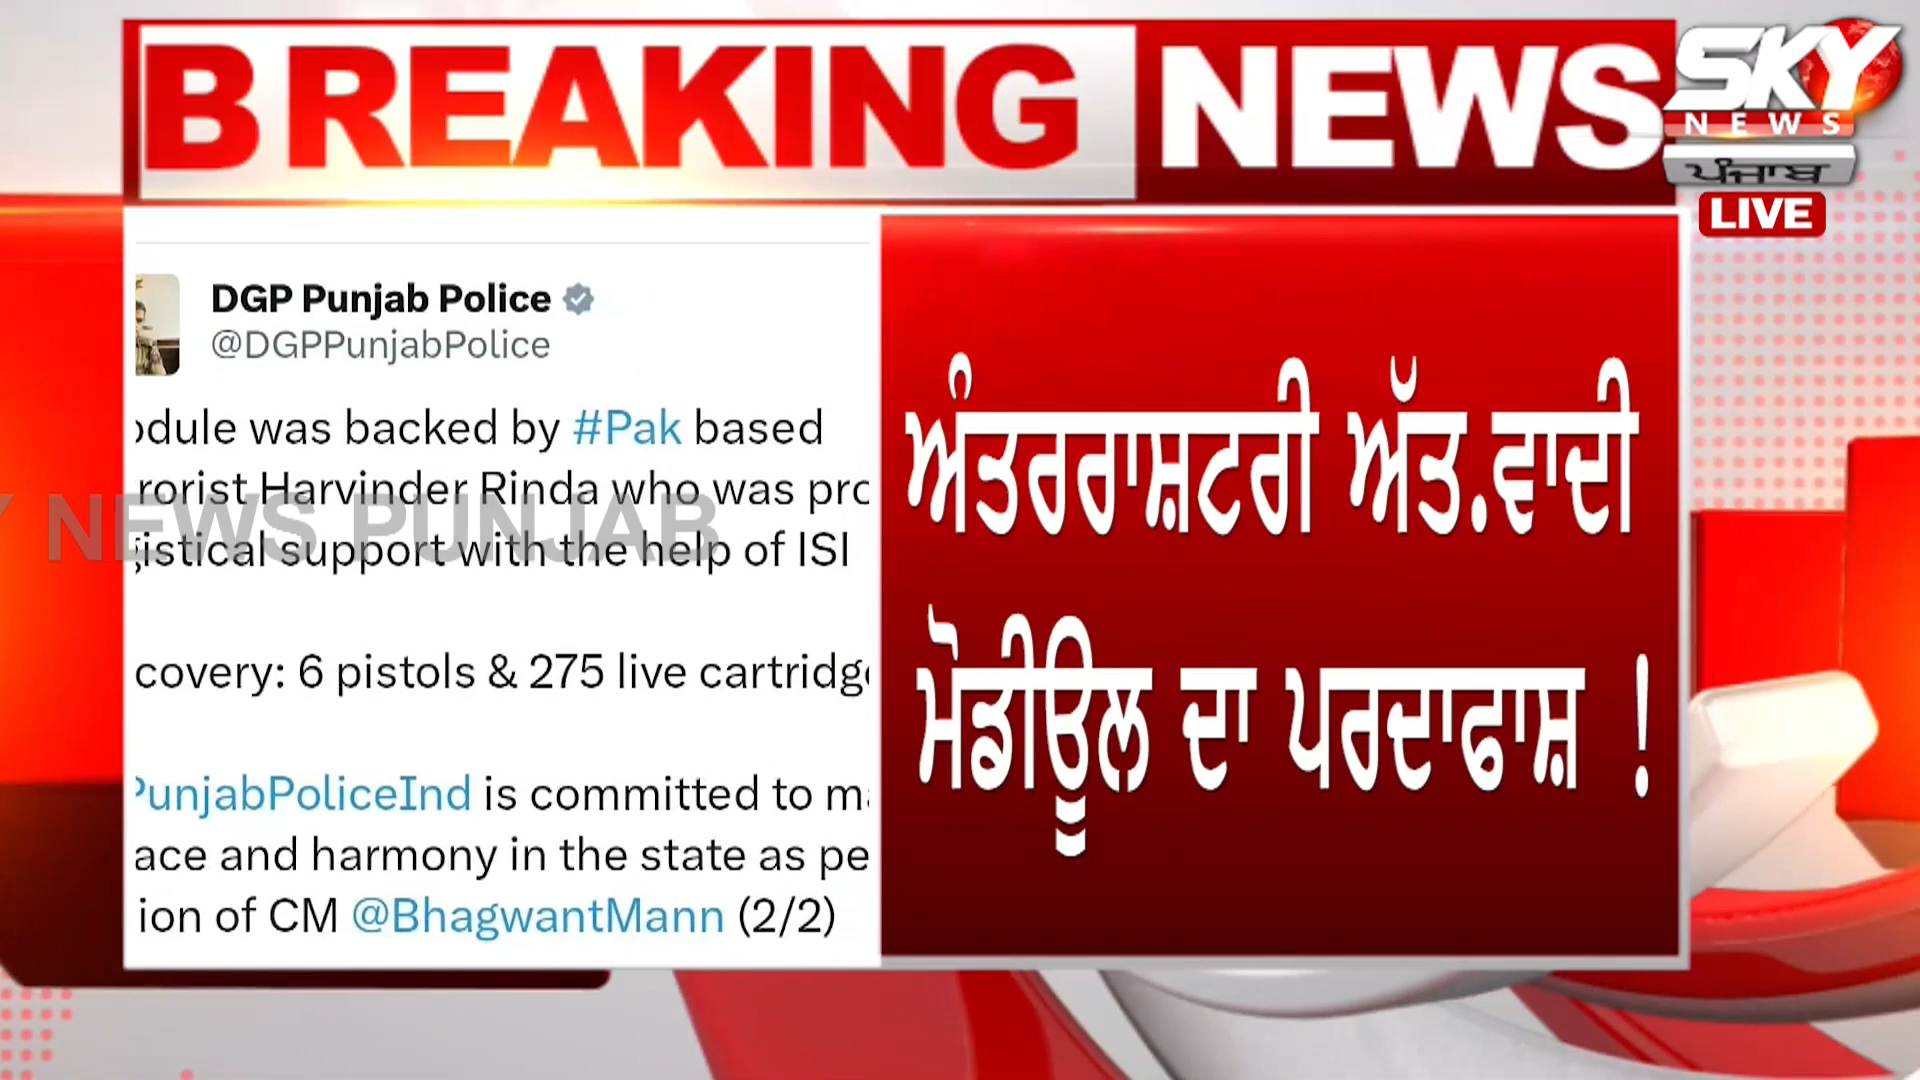 BREAKING NEWS
SKY
NEWS
ਪੰਜਾਬ
LIVE
DGP Punjab Police
@DGPPunjabPolice
odule was backed by #Pak based
rorist Harvinder Rinda who was pro
NEWS PUNJAB
gistical support with the help of ISI
covery: 6 pistols & 275 live cartridge
PunjabPoliceInd is committed to ma
ace and harmony in the state as pe
ion of CM @BhagwantMann (2/2)
ਅੰਤਰਰਾਸ਼ਟਰੀ ਅੱਤ.ਵਾਦੀ
ਮੋਡੀਊਲ ਦਾ ਪਰਦਾਫਾਸ਼ !